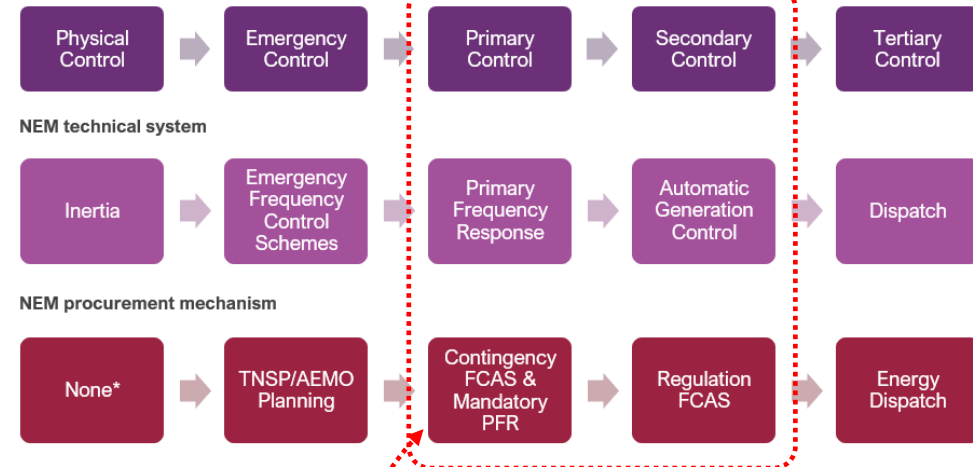 Physical
Control
Emergency
Control
Primary
Control
Secondary
Control
Tertiary
Control
NEM technical system
Inertia
Emergency
Frequency
Control
Schemes
Primary
Frequency
Response
Automatic
Generation
Control
Dispatch
NEM procurement mechanism
None*
TNSP/AEMO
Planning
Contingency
FCAS &
Mandatory
PFR
Regulation
FCAS
Energy
Dispatch